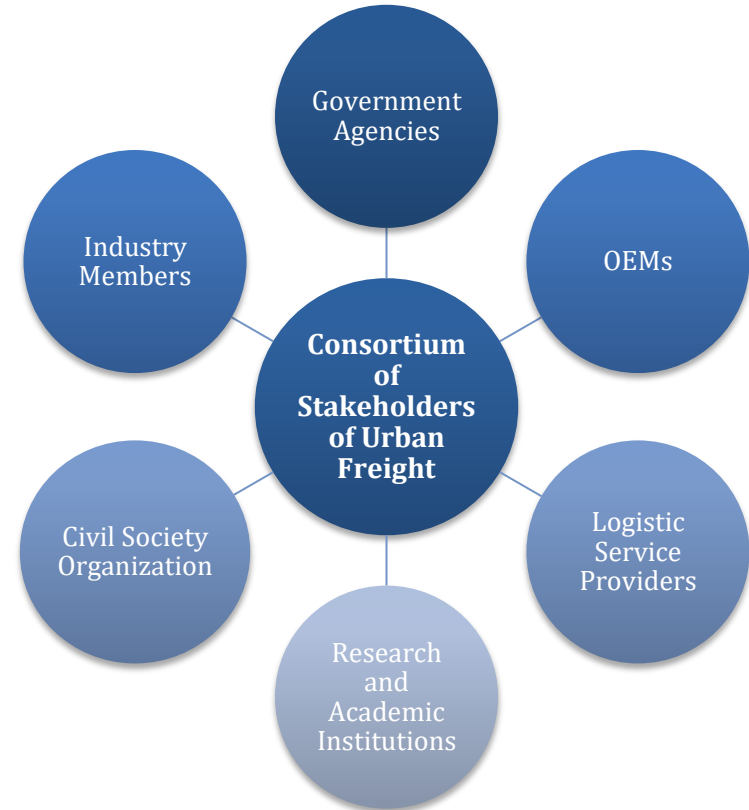 Government
Agencies
Industry
Members
OEMs
Consortium
of
Stakeholders
of Urban
Freight
Civil Society
Organization
Logistic
Service
Providers
Research
and
Academic
Institutions